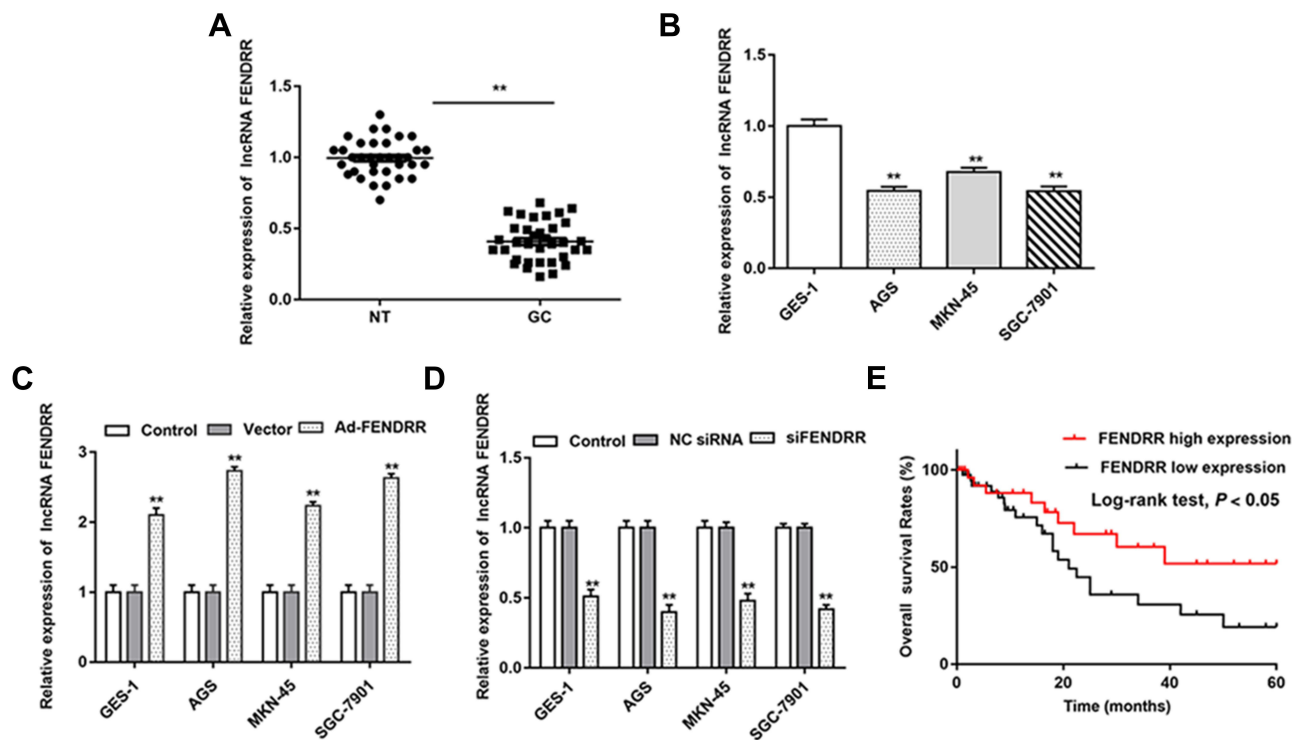 A
Relative expression of lncRNA FENDRR
1.5
1.0
0.5
0.0
**
NT
GC
B
Relative expression of lncRNA FENDRR
1.5
1.0
0.5
0.0
**
**
**
GES-1
AGS
MKN-45
SGC-7901
C
Relative expression of lncRNA FENDRR
Control
Vector
Ad-FENDRR
3
2
1
0
**
**
**
**
GES-1
AGS
MKN-45
SGC-7901
D
Relative expression of lncRNA FENDRR
Control
NC siRNA
siFENDRR
1.5
1.0
0.5
0.0
**
**
**
**
GES-1
AGS
MKN-45
SGC-7901
E
Overall survival Rates (%)
FENDRR high expression
FENDRR low expression
Log-rank test, P < 0.05
100
50
0
0
20
40
60
Time (months)